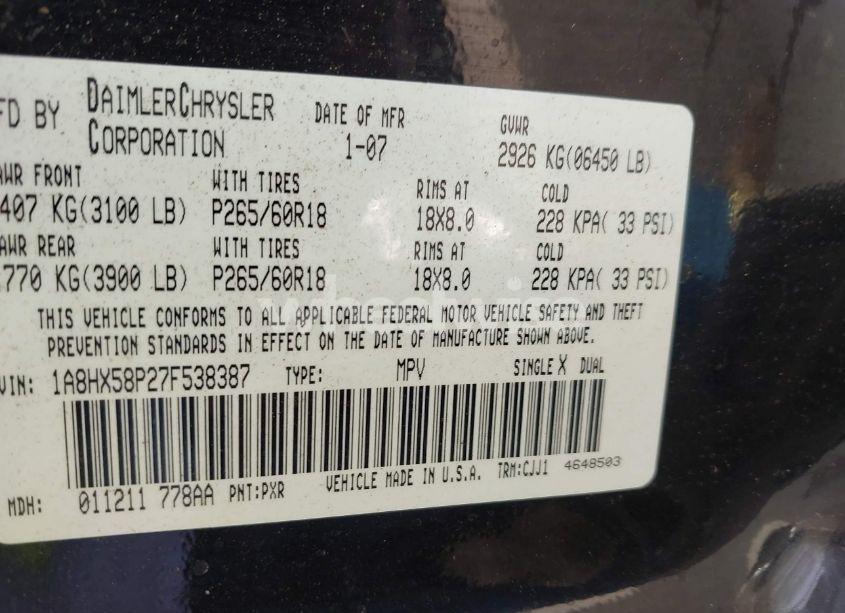 FD BY DAIMLERCHRYSLER CORPORATION DATE OF MFR 1-07 GVWR 2926 KG(06450 LB)
AWR FRONT WITH TIRES RIMS AT COLD
407 KG(3100 LB) P265/60R18 18X8.0 228 KPA( 33 PSI)
AWR REAR WITH TIRES RIMS AT COLD
770 KG(3900 LB) P265/60R18 18X8.0 228 KPA( 33 PSI)
THIS VEHICLE CONFORMS TO ALL APPLICABLE FEDERAL MOTOR VEHICLE SAFETY AND THEFT
PREVENTION STANDARDS IN EFFECT ON THE DATE OF MANUFACTURE SHOWN ABOVE.
VIN: 1A8HX58P27F538387 TYPE: MPV SINGLE X DUAL
MDH: 011211 778AA PNT:PXR VEHICLE MADE IN U.S.A. TRM:CJJ1 4648503